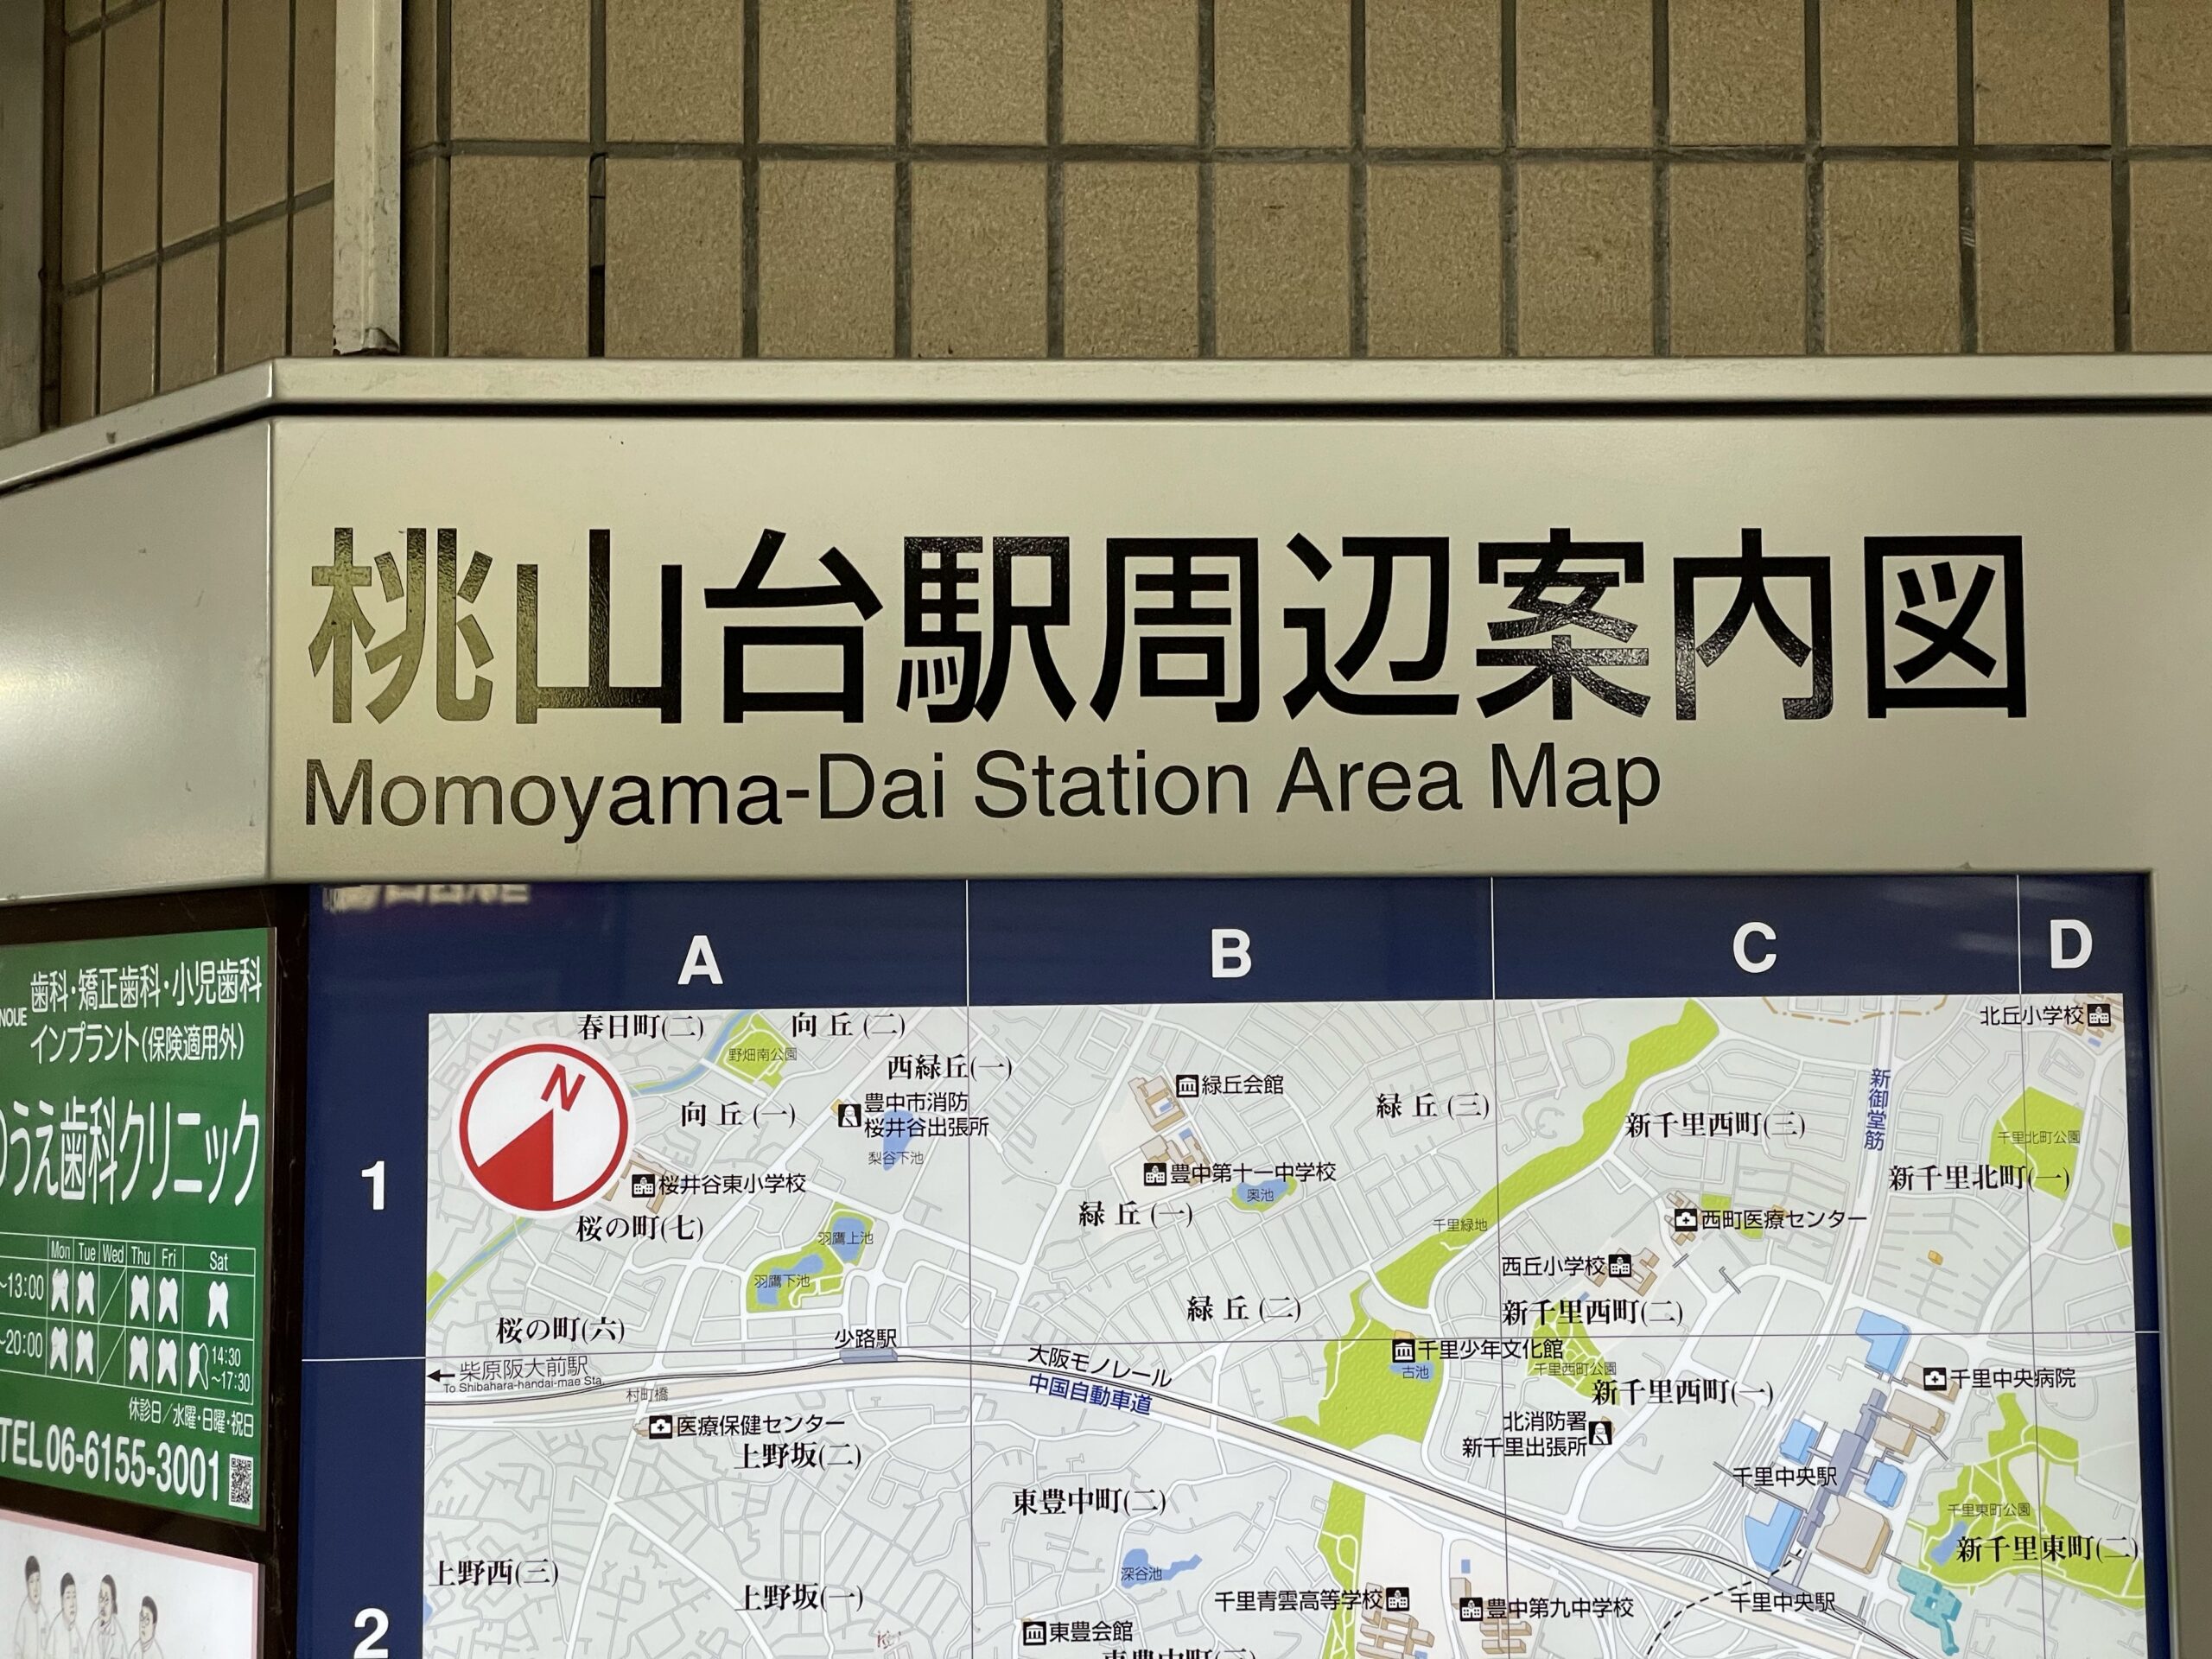 桃山台駅周辺案内図
Momoyama-Dai Station Area Map
INOUE
歯科・矯正歯科・小児歯科
インプラント(保険適用外)
うえ歯科クリニック
Mon Tue Wed Thu Fri Sat
~13:00
~20:00
14:30
~17:30
休診日/水曜・日曜・祝日
TEL 06-6155-3001
A
B
C
D
1
2
N
春日町(二)
向丘(二)
野畑南公園
西緑丘(一)
向丘(一)
豊中市消防
桜井谷出張所
梨谷下池
桜井谷東小学校
桜の町(七)
羽鷹上池
羽鷹下池
桜の町(六)
少路駅
柴原阪大前駅
To Shibahara-handai-mae Sta.
村町橋
医療保健センター
上野坂(二)
上野西(三)
上野坂(一)
緑丘会館
緑丘(三)
豊中第十一中学校
奥池
緑丘(一)
千里緑地
緑丘(二)
大阪モノレール
中国自動車道
千里少年文化館
古池
東豊中町(二)
深谷池
千里青雲高等学校
東豊会館
北丘小学校
新御堂筋
新千里西町(三)
千里北町公園
新千里北町(一)
西町医療センター
西丘小学校
新千里西町(二)
千里西町公園
新千里西町(一)
千里中央病院
北消防署
新千里出張所
千里中央駅
千里東町公園
新千里東町(二)
千里中央駅
豊中第九中学校